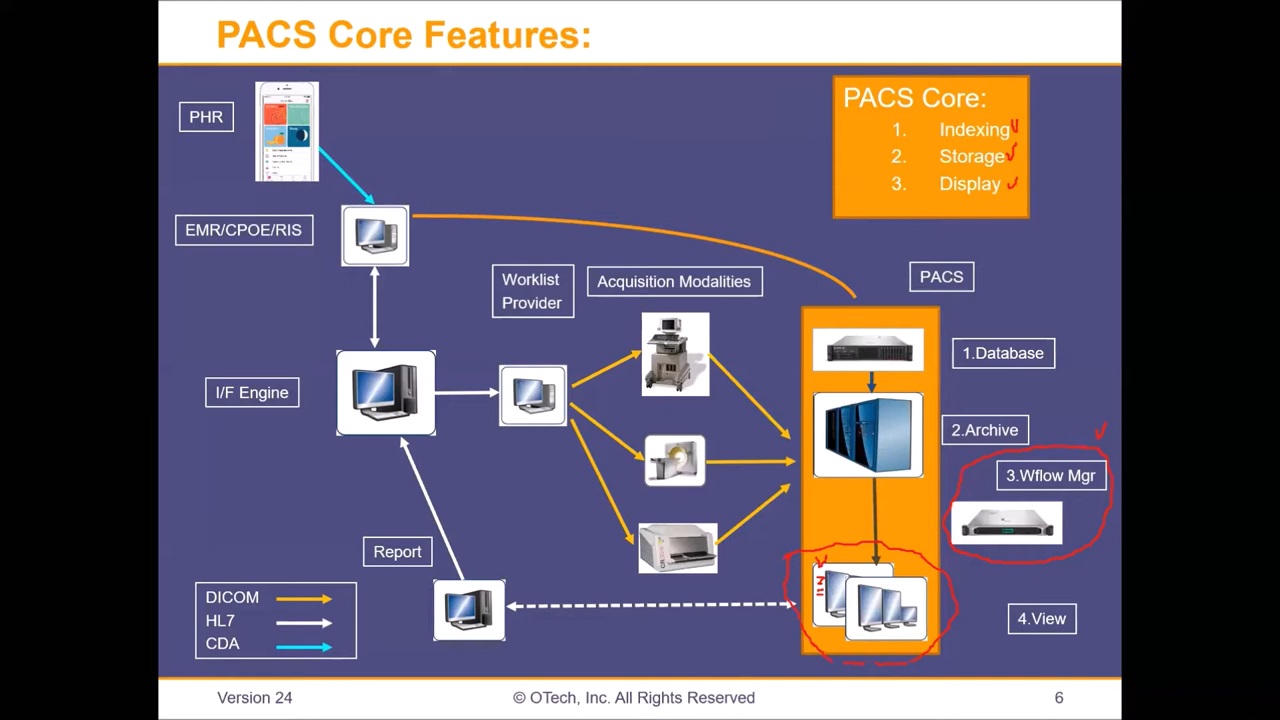 PACS Core Features:
PACS Core:
1. Indexing
2. Storage
3. Display
PHR
EMR/CPOE/RIS
Worklist
Provider
Acquisition Modalities
PACS
1.Database
I/F Engine
2.Archive
3.Wflow Mgr
Report
4.View
DICOM
HL7
CDA
Version 24
© OTech, Inc. All Rights Reserved
6